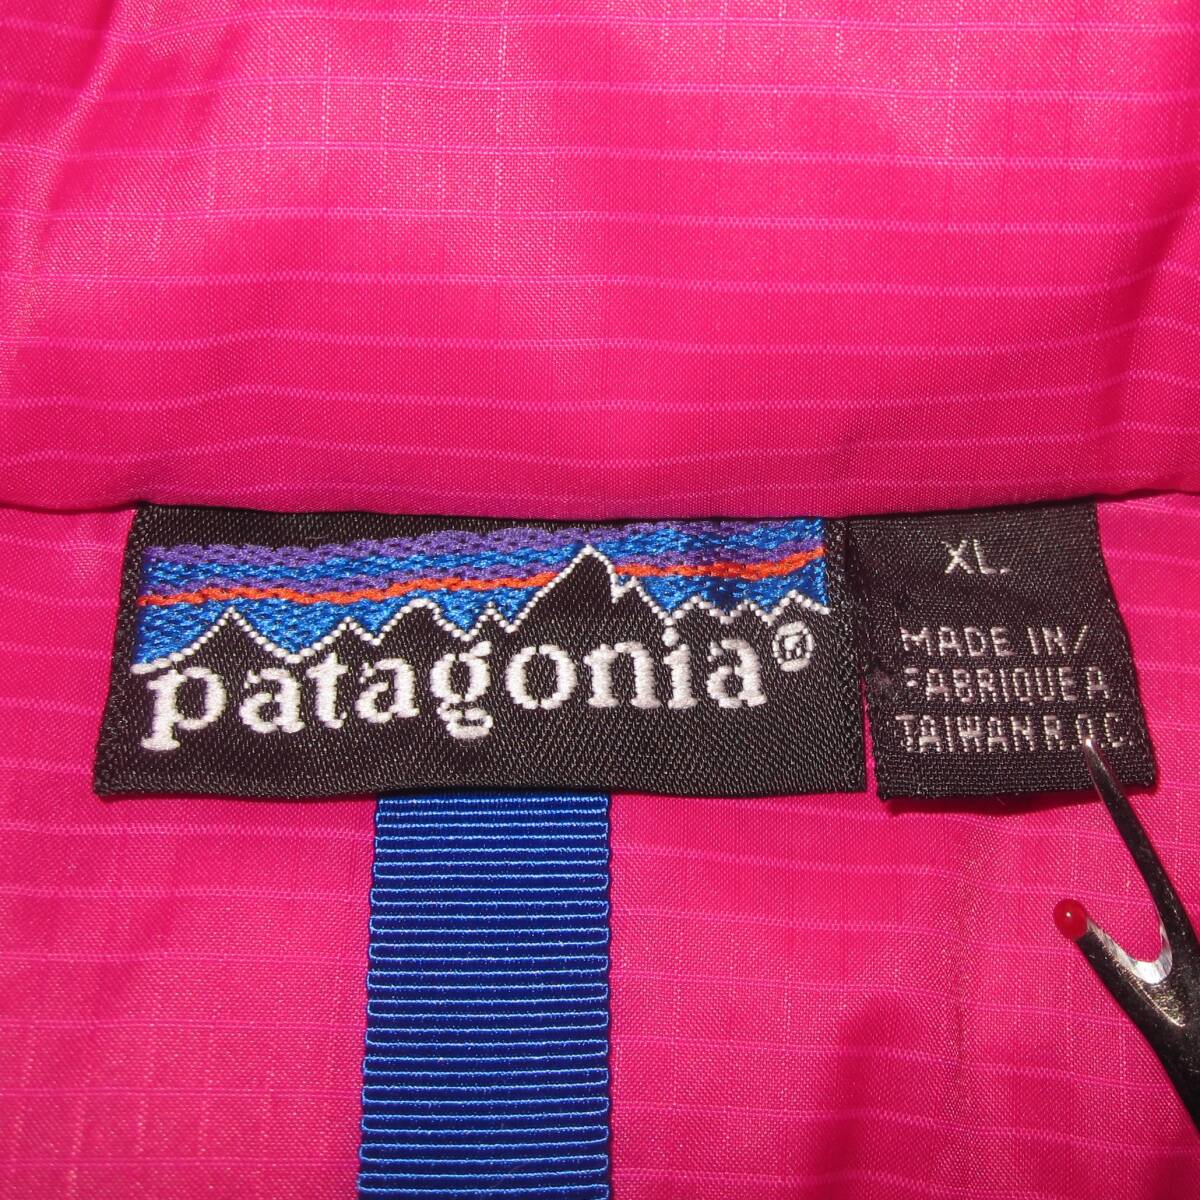 patagonia®
XL.
MADE IN/
FABRIQUE A
TAIWAN R.O.C